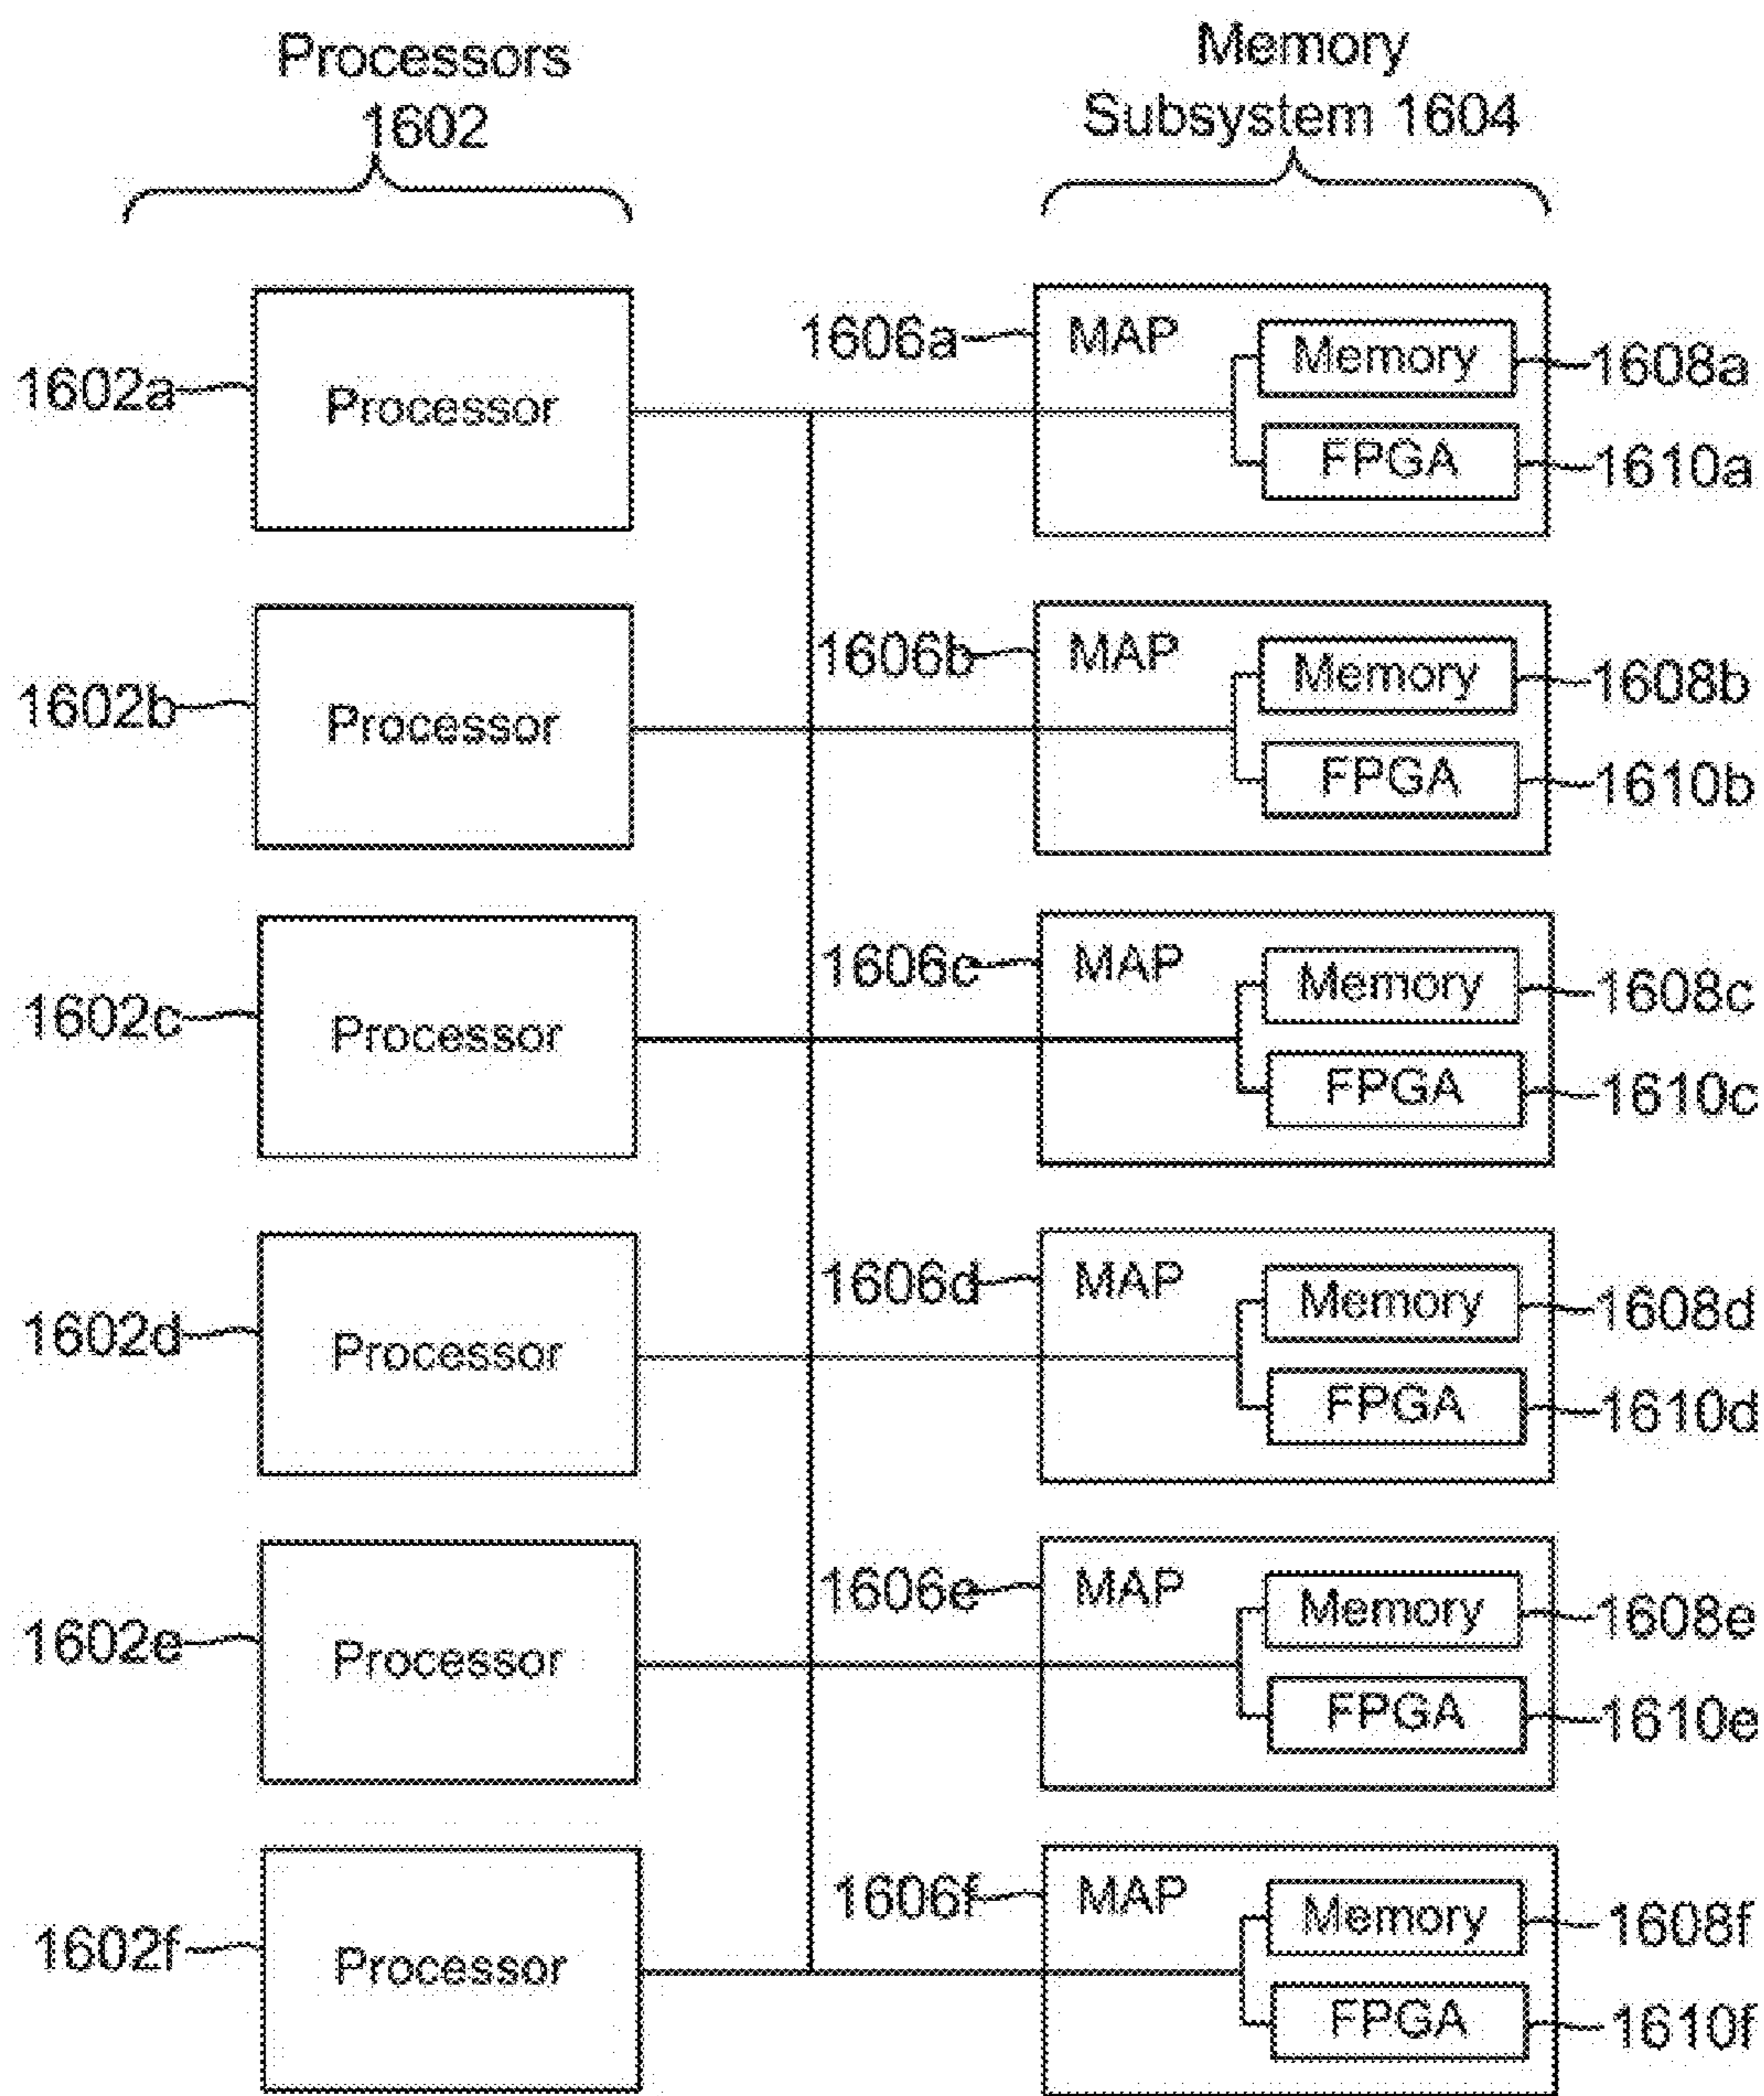 Processors
1602
Memory
Subsystem 1604
1606a
MAP
Memory
1608a
1602a
Processor
FPGA
1610a
1606b
MAP
Memory
1608b
1602b
Processor
FPGA
1610b
1606c
MAP
Memory
1608c
1602c
Processor
FPGA
1610c
1606d
MAP
Memory
1608d
1602d
Processor
FPGA
1610d
1606e
MAP
Memory
1608e
1602e
Processor
FPGA
1610e
1606f
MAP
Memory
1608f
1602f
Processor
FPGA
1610f